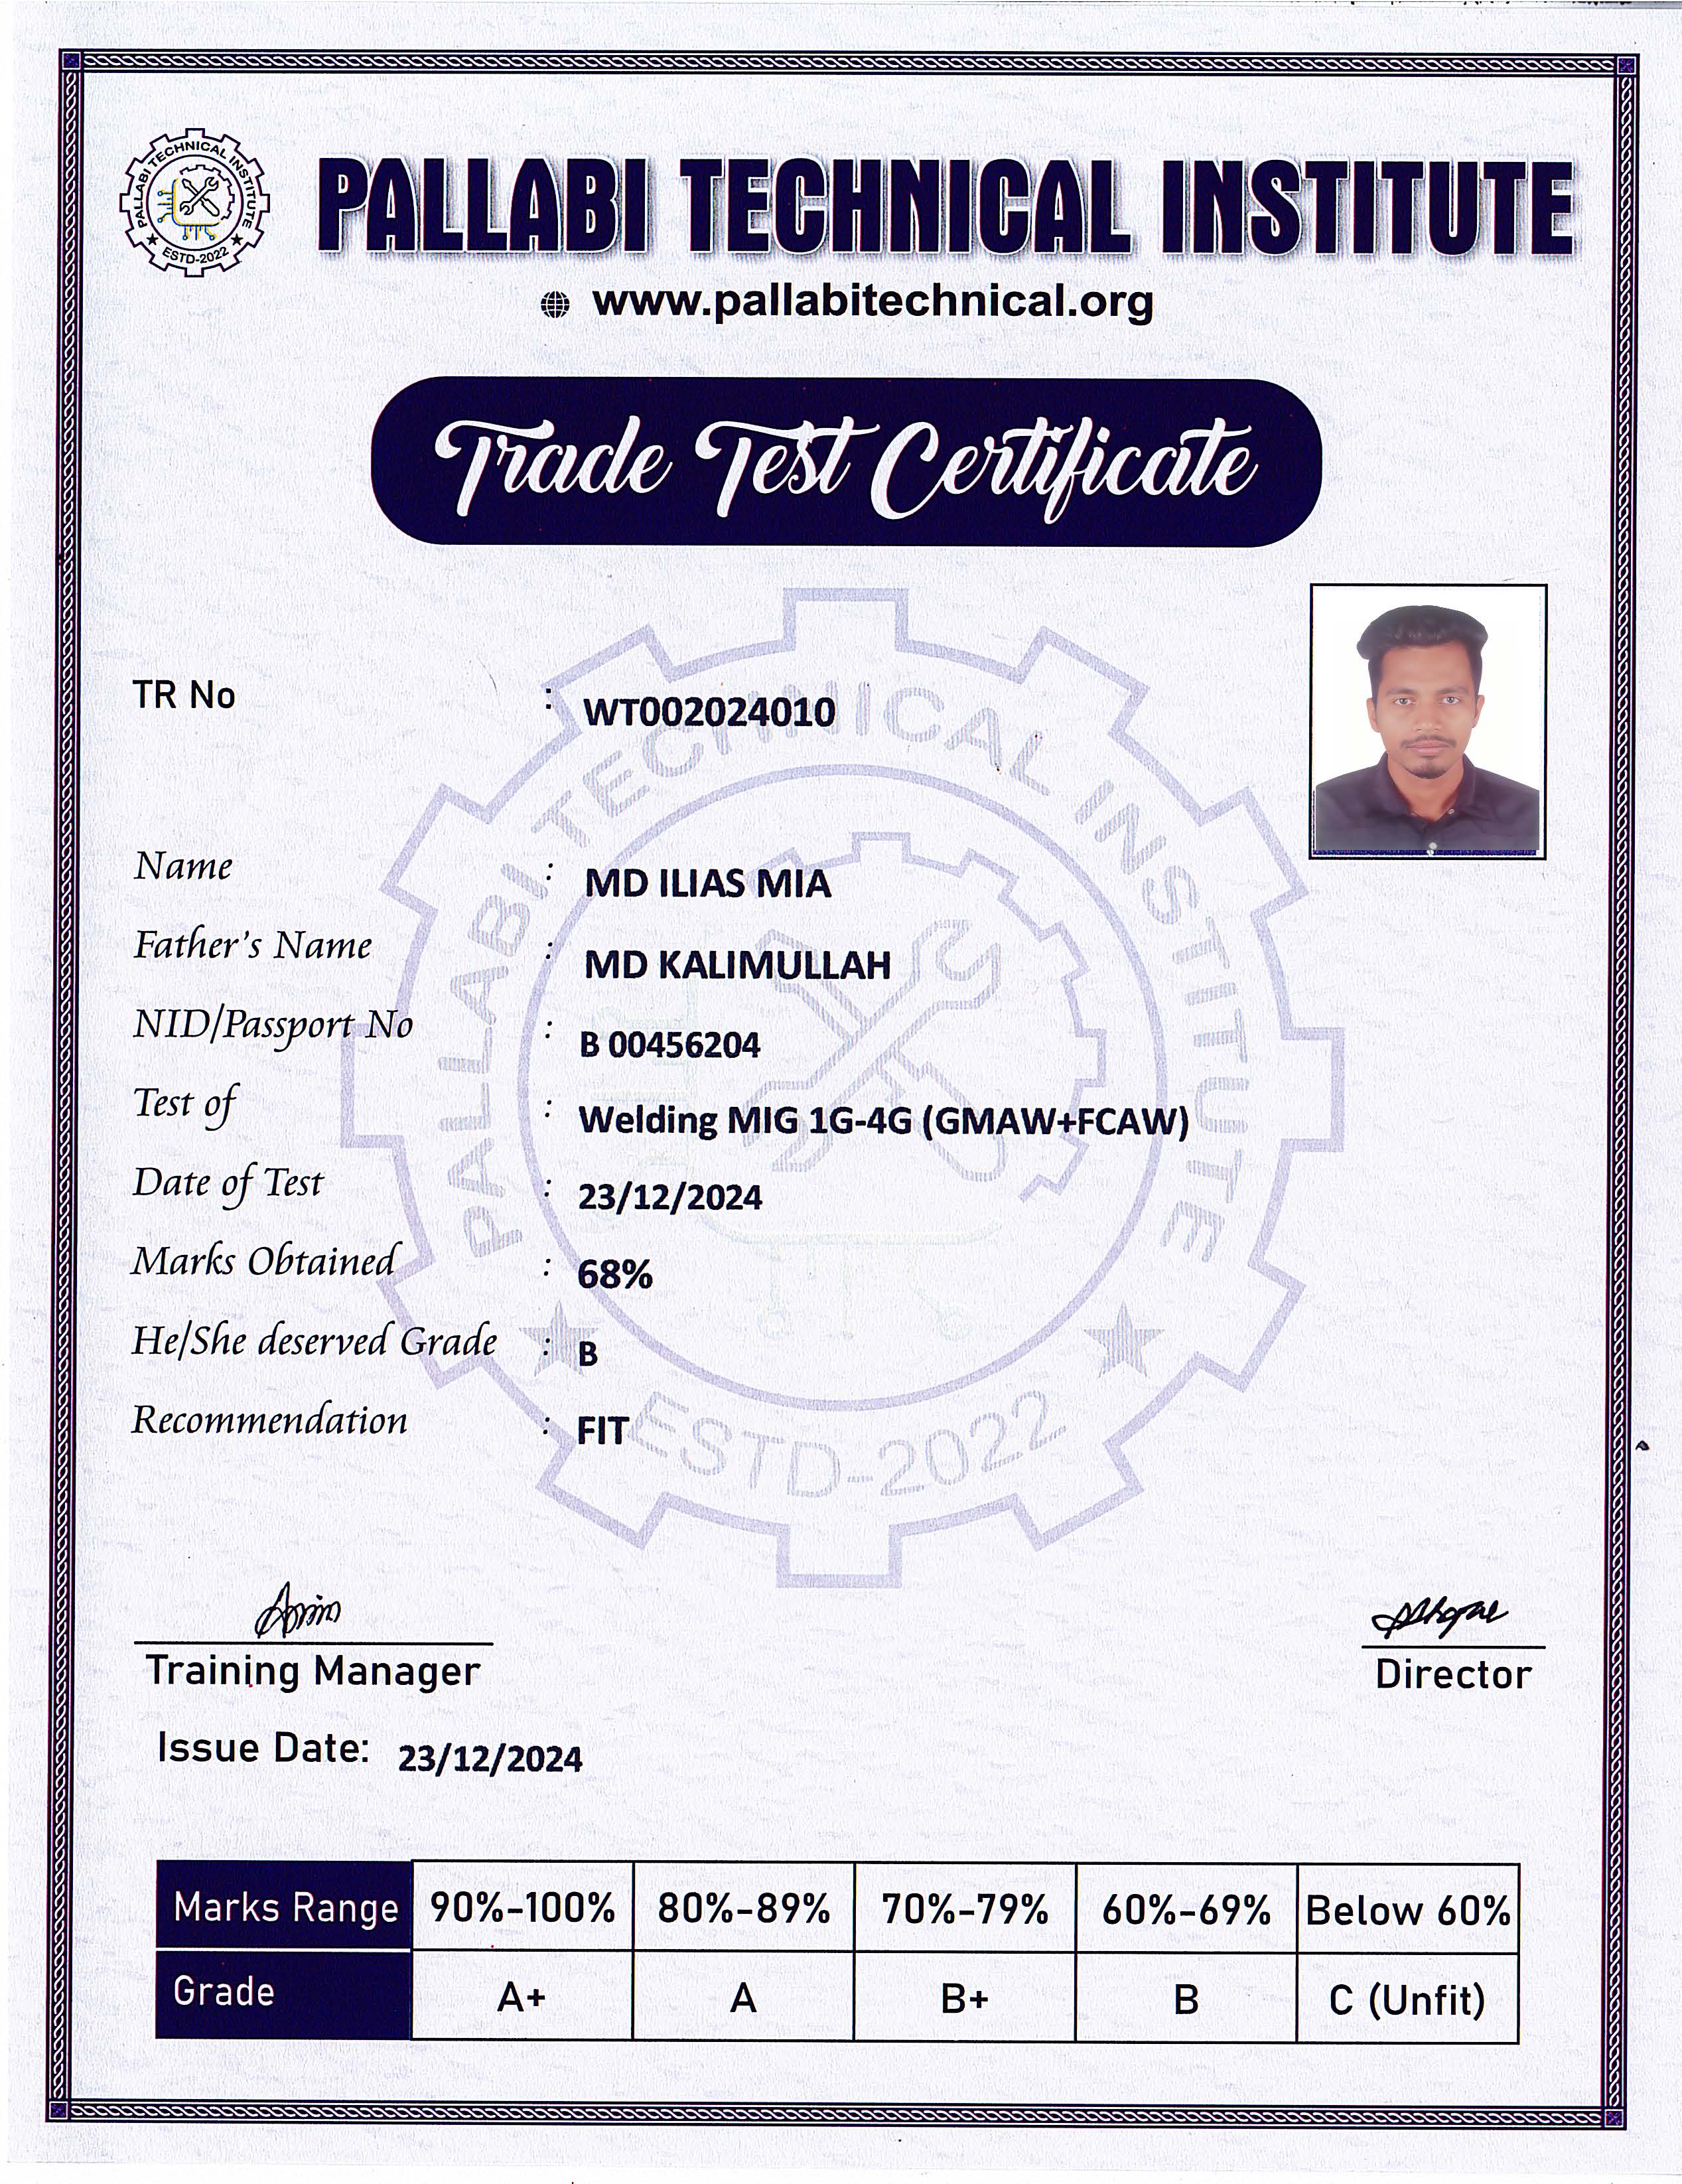 PALLABI TECHNICAL INSTITUTE
ESTD-2022
PALLABI TECHNICAL INSTITUTE
www.pallabitechnical.org
Trade Test Certificate
PALLABI TECHNICAL INSTITUTE
ESTD-2022
TR No : WT002024010
Name : MD ILIAS MIA
Father's Name : MD KALIMULLAH
NID/Passport No : B 00456204
Test of : Welding MIG 1G-4G (GMAW+FCAW)
Date of Test : 23/12/2024
Marks Obtained : 68%
He/She deserved Grade : B
Recommendation : FIT
Training Manager
Director
Issue Date: 23/12/2024
Marks Range 90%-100% 80%-89% 70%-79% 60%-69% Below 60%
Grade A+ A B+ B C (Unfit)